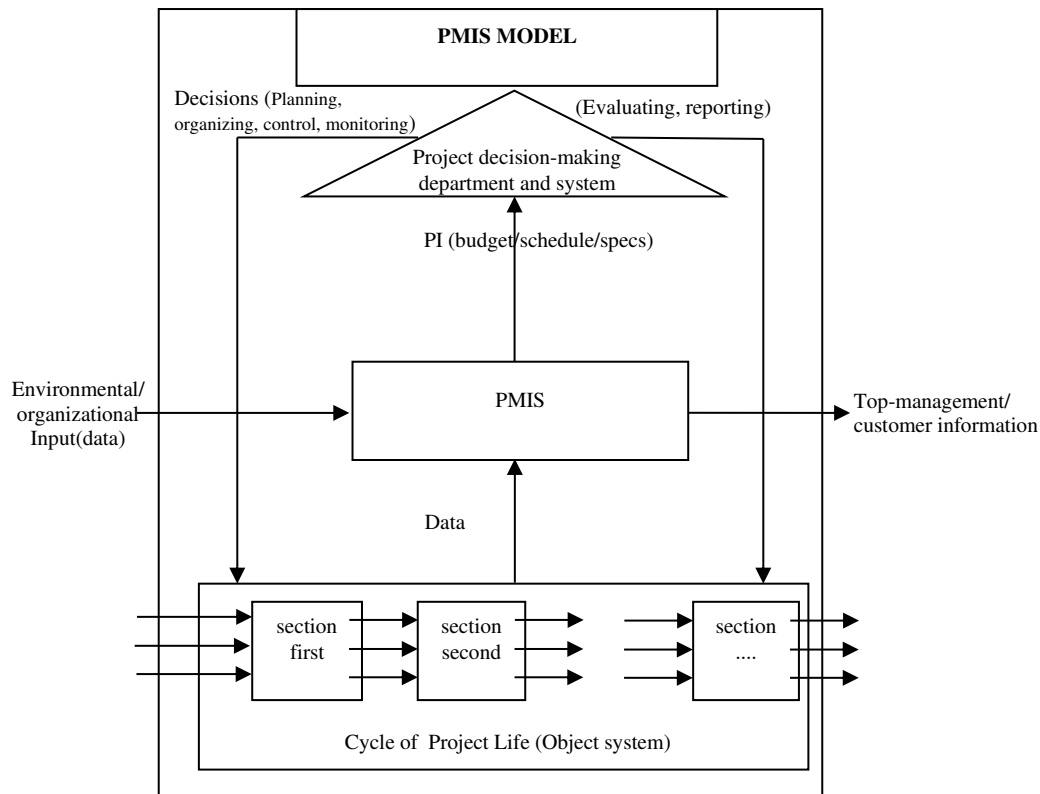 PMIS MODEL
Decisions (Planning,
organizing, control, monitoring)
(Evaluating, reporting)
Project decision-making
department and system
PI (budget/schedule/specs)
Environmental/
organizational
Input(data)
PMIS
Top-management/
customer information
Data
section
first
section
second
section
....
Cycle of Project Life (Object system)